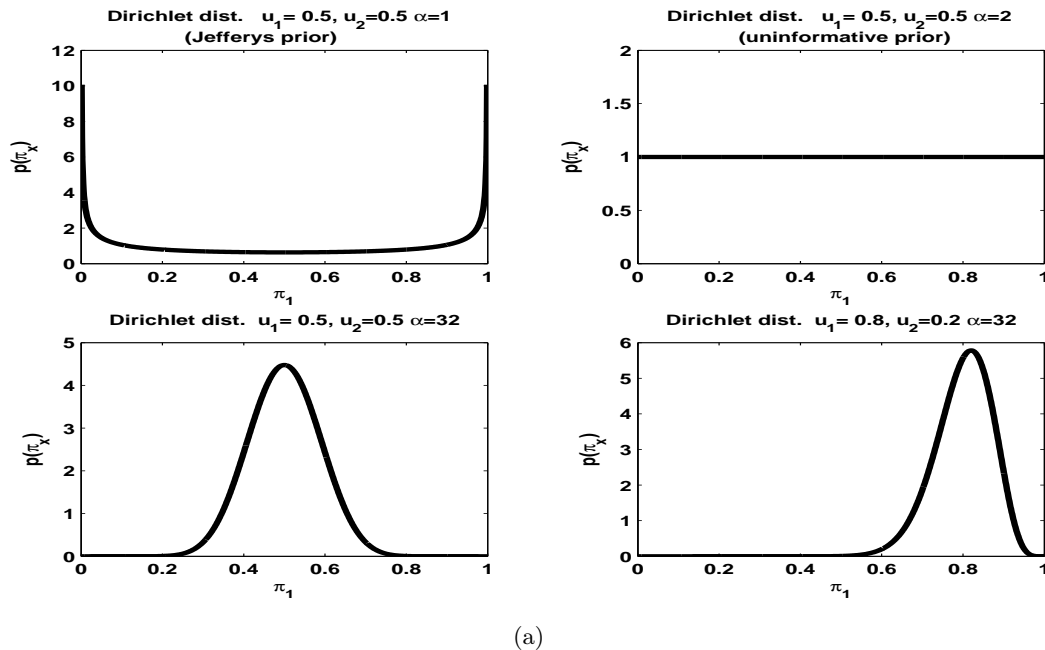 Dirichlet dist.  u₁= 0.5, u₂=0.5 α=1
(Jefferys prior)
12
10
8
6
4
2
0
p(πₓ)
0 0.2 0.4 0.6 0.8 1
π₁
Dirichlet dist.  u₁= 0.5, u₂=0.5 α=2
(uninformative prior)
2
1.5
1
0.5
0
p(πₓ)
0 0.2 0.4 0.6 0.8 1
π₁
Dirichlet dist.  u₁= 0.5, u₂=0.5 α=32
5
4
3
2
1
0
p(πₓ)
0 0.2 0.4 0.6 0.8 1
π₁
Dirichlet dist.  u₁= 0.8, u₂=0.2 α=32
6
5
4
3
2
1
0
p(πₓ)
0 0.2 0.4 0.6 0.8 1
π₁
(a)